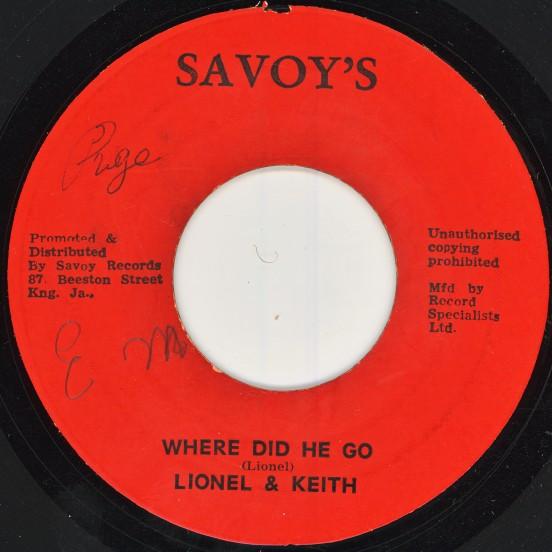 SAVOY'S
Promoted &
Distributed
By Savoy Records
87. Beeston Street
Kng. Ja.,
Unauthorised
copying
prohibited
Mfd by
Record
Specialists
Ltd.
WHERE DID HE GO
(Lionel)
LIONEL & KEITH